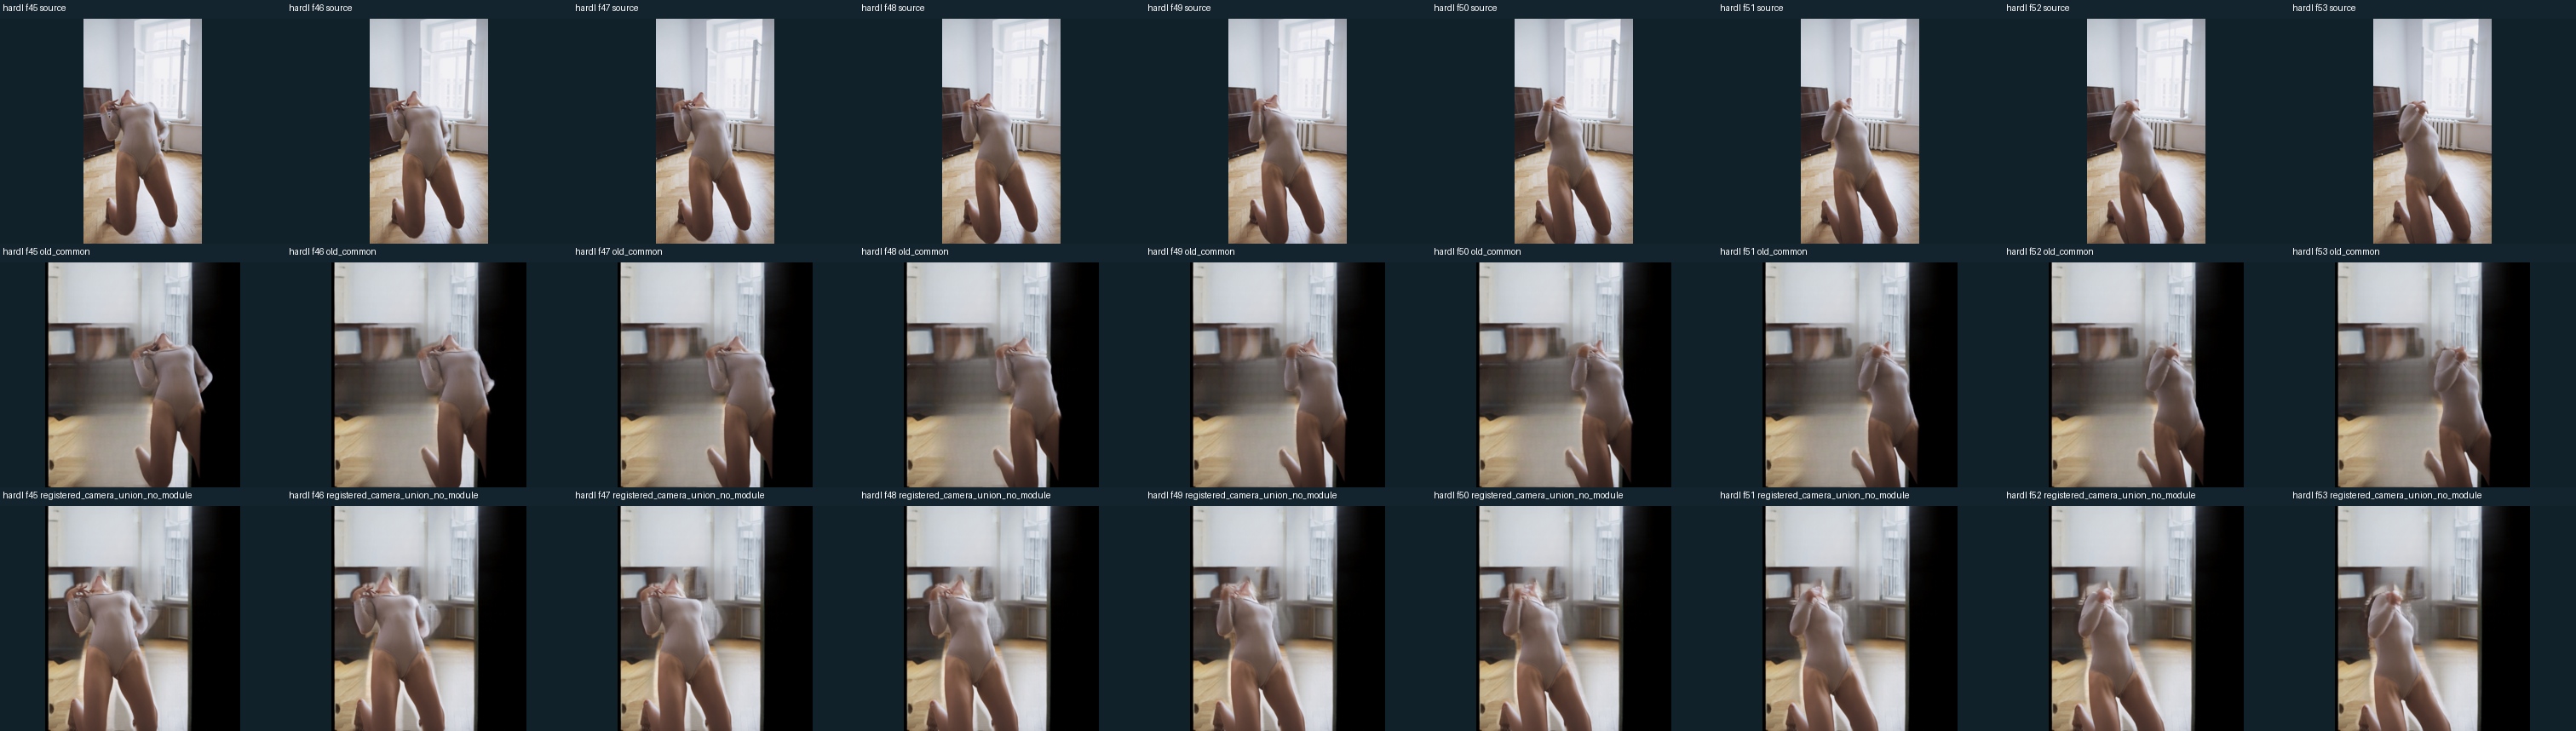 hardl f45 source
hardl f46 source
hardl f47 source
hardl f48 source
hardl f49 source
hardl f50 source
hardl f51 source
hardl f52 source
hardl f53 source
hardl f45 old_common
hardl f46 old_common
hardl f47 old_common
hardl f48 old_common
hardl f49 old_common
hardl f50 old_common
hardl f51 old_common
hardl f52 old_common
hardl f53 old_common
hardl f45 registered_camera_union_no_module
hardl f46 registered_camera_union_no_module
hardl f47 registered_camera_union_no_module
hardl f48 registered_camera_union_no_module
hardl f49 registered_camera_union_no_module
hardl f50 registered_camera_union_no_module
hardl f51 registered_camera_union_no_module
hardl f52 registered_camera_union_no_module
hardl f53 registered_camera_union_no_module